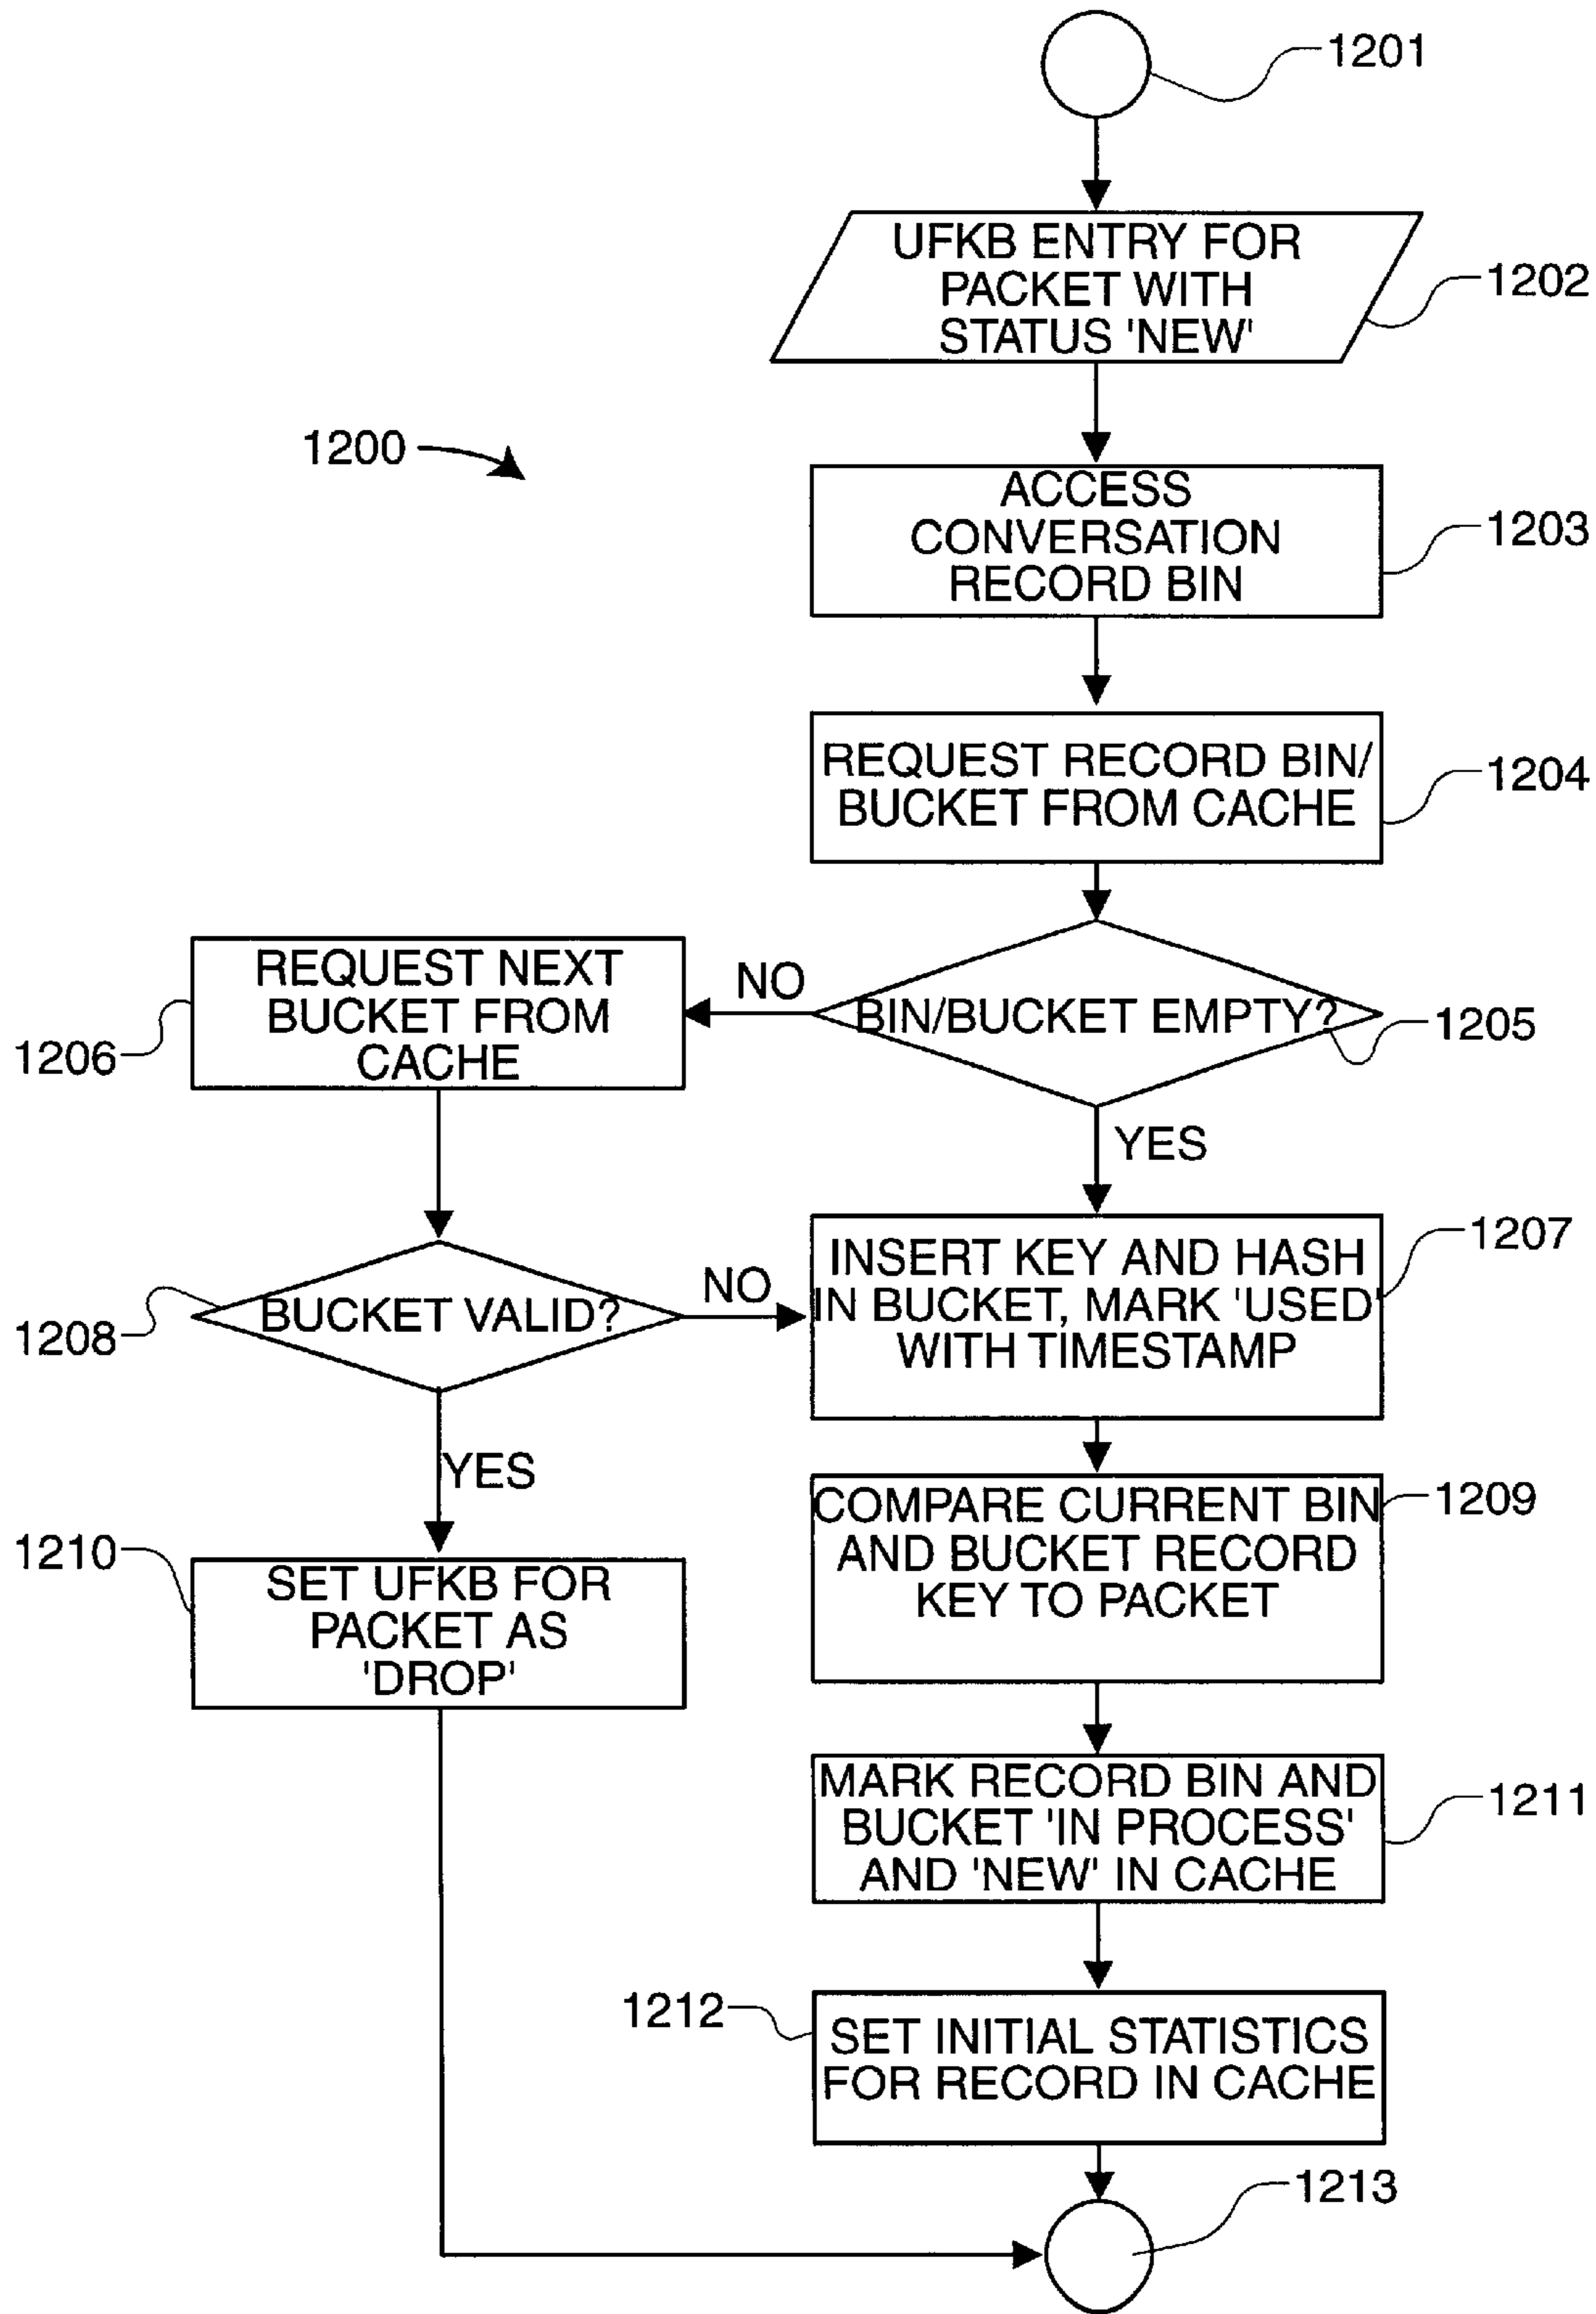 1201
UFKB ENTRY FOR
PACKET WITH
STATUS 'NEW'
1202
1200
ACCESS
CONVERSATION
RECORD BIN
1203
REQUEST RECORD BIN/
BUCKET FROM CACHE
1204
REQUEST NEXT
BUCKET FROM
CACHE
1206
NO
BIN/BUCKET EMPTY?
1205
YES
INSERT KEY AND HASH
IN BUCKET, MARK 'USED'
WITH TIMESTAMP
1207
BUCKET VALID?
1208
NO
YES
COMPARE CURRENT BIN
AND BUCKET RECORD
KEY TO PACKET
1209
1210
SET UFKB FOR
PACKET AS
'DROP'
MARK RECORD BIN AND
BUCKET 'IN PROCESS'
AND 'NEW' IN CACHE
1211
1212
SET INITIAL STATISTICS
FOR RECORD IN CACHE
1213